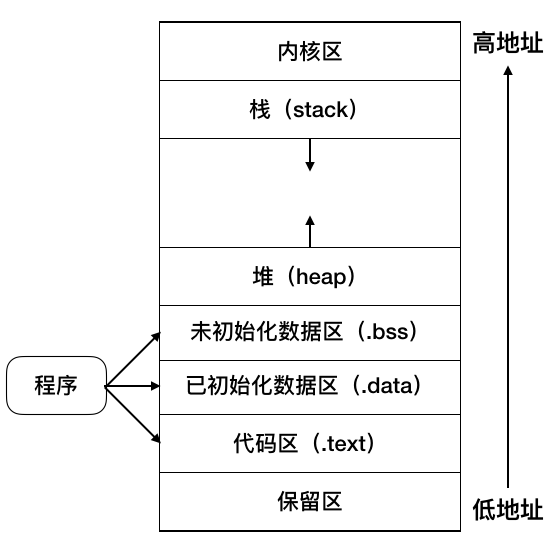 内核区
高地址
栈（stack）
堆（heap）
未初始化数据区（.bss）
程序
已初始化数据区（.data）
代码区（.text）
保留区
低地址